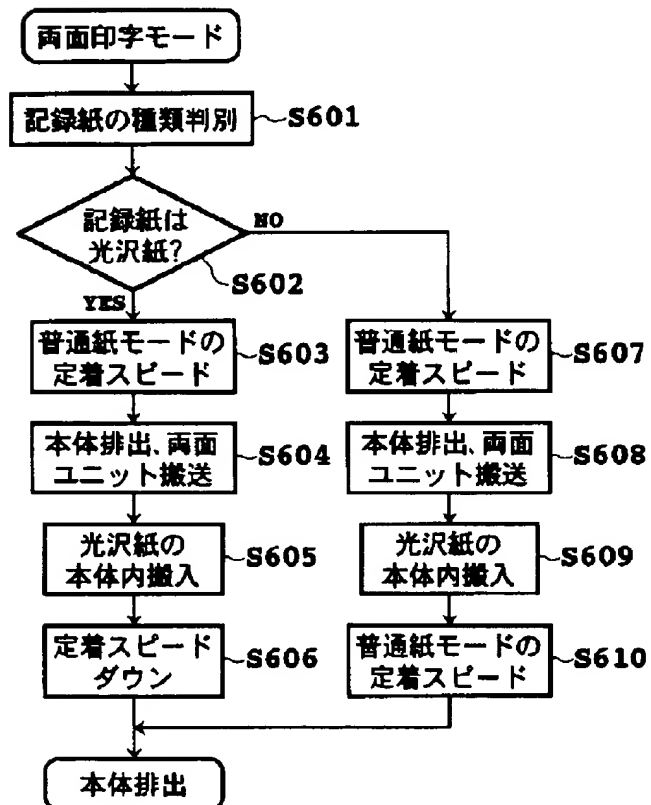 両面印字モード
記録紙の種類判別
S601
記録紙は
光沢紙?
NO
S602
YES
普通紙モードの
定着スピード
S603
本体排出、両面
ユニット搬送
S604
光沢紙の
本体内搬入
S605
定着スピード
ダウン
S606
普通紙モードの
定着スピード
S607
本体排出、両面
ユニット搬送
S608
光沢紙の
本体内搬入
S609
普通紙モードの
定着スピード
S610
本体排出